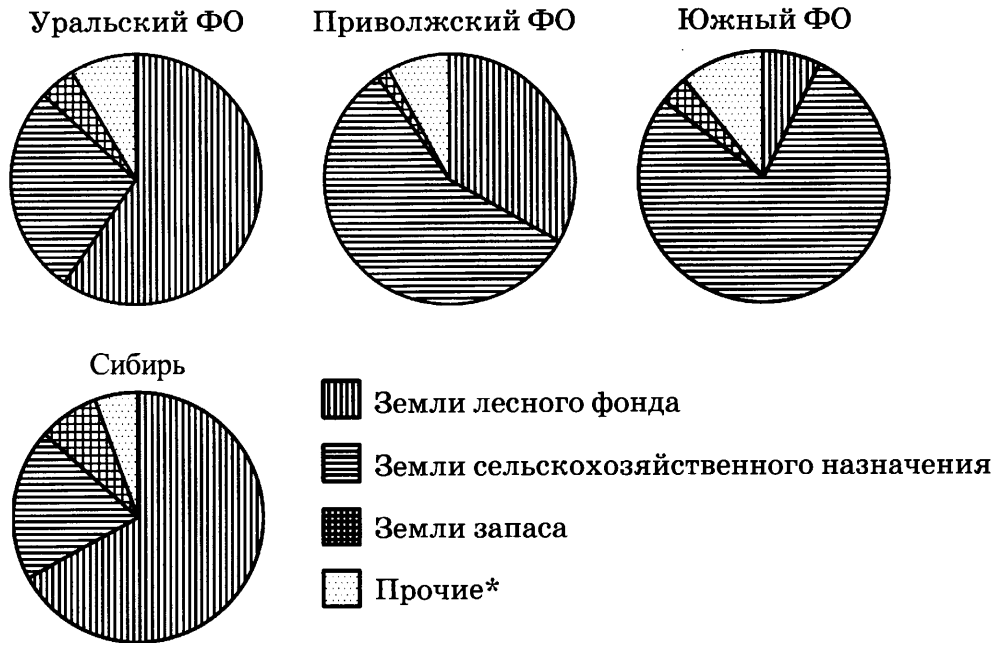 Уральский ФО
Приволжский ФО
Южный ФО
Сибирь
Земли лесного фонда
Земли сельскохозяйственного назначения
Земли запаса
Прочие*